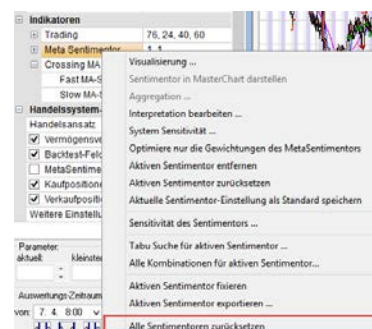 Indikatoren
Trading 76, 24, 40, 60
Meta Sentimentor 1, 1
Crossing MA
Fast MA-S
Slow MA-S
Handelssystem-
Handelsansatz
Vermögensve
Backtest-Feld
MetaSentime
Kaufpositione
Verkaufspositio
Weitere Einstellu
Parameter:
aktuell: kleinste
Auswertungs-Zeitraum
von: 7. 4. 8:00
Visualisierung ...
Sentimentor in MasterChart darstellen
Aggregation ...
Interpretation bearbeiten ...
System Sensitivität ...
Optimiere nur die Gewichtungen des MetaSentimentors
Aktiven Sentimentor entfernen
Aktiven Sentimentor zurücksetzen
Aktuelle Sentimentor-Einstellung als Standard speichern
Sensitivität des Sentimentors ...
Tabu Suche für aktiven Sentimentor ...
Alle Kombinationen für aktiven Sentimentor...
Aktiven Sentimentor fixieren
Aktiven Sentimentor exportieren ...
Alle Sentimentoren zurücksetzen